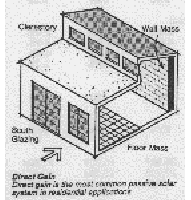 Clerestory
Wall Mass
South
Glazing
Floor Mass
Direct Gain
Direct gain is the most common passive solar
system in residential applications